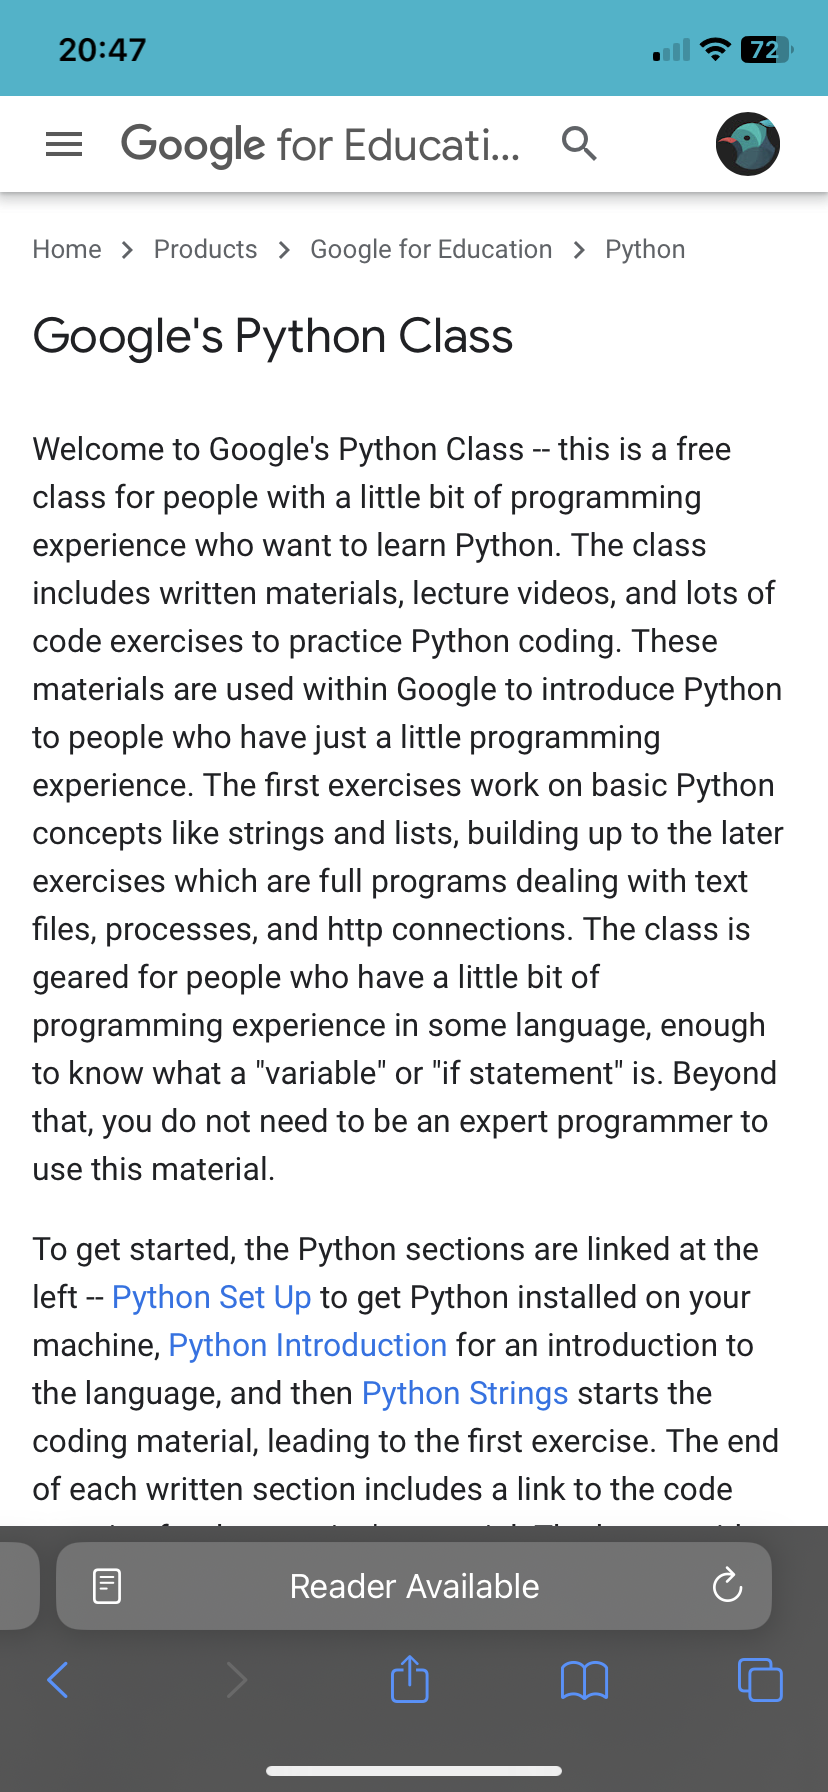 20:47
72
Google for Educati...
Home > Products > Google for Education > Python
Google's Python Class
Welcome to Google's Python Class -- this is a free
class for people with a little bit of programming
experience who want to learn Python. The class
includes written materials, lecture videos, and lots of
code exercises to practice Python coding. These
materials are used within Google to introduce Python
to people who have just a little programming
experience. The first exercises work on basic Python
concepts like strings and lists, building up to the later
exercises which are full programs dealing with text
files, processes, and http connections. The class is
geared for people who have a little bit of
programming experience in some language, enough
to know what a "variable" or "if statement" is. Beyond
that, you do not need to be an expert programmer to
use this material.
To get started, the Python sections are linked at the
left -- Python Set Up to get Python installed on your
machine, Python Introduction for an introduction to
the language, and then Python Strings starts the
coding material, leading to the first exercise. The end
of each written section includes a link to the code
Reader Available